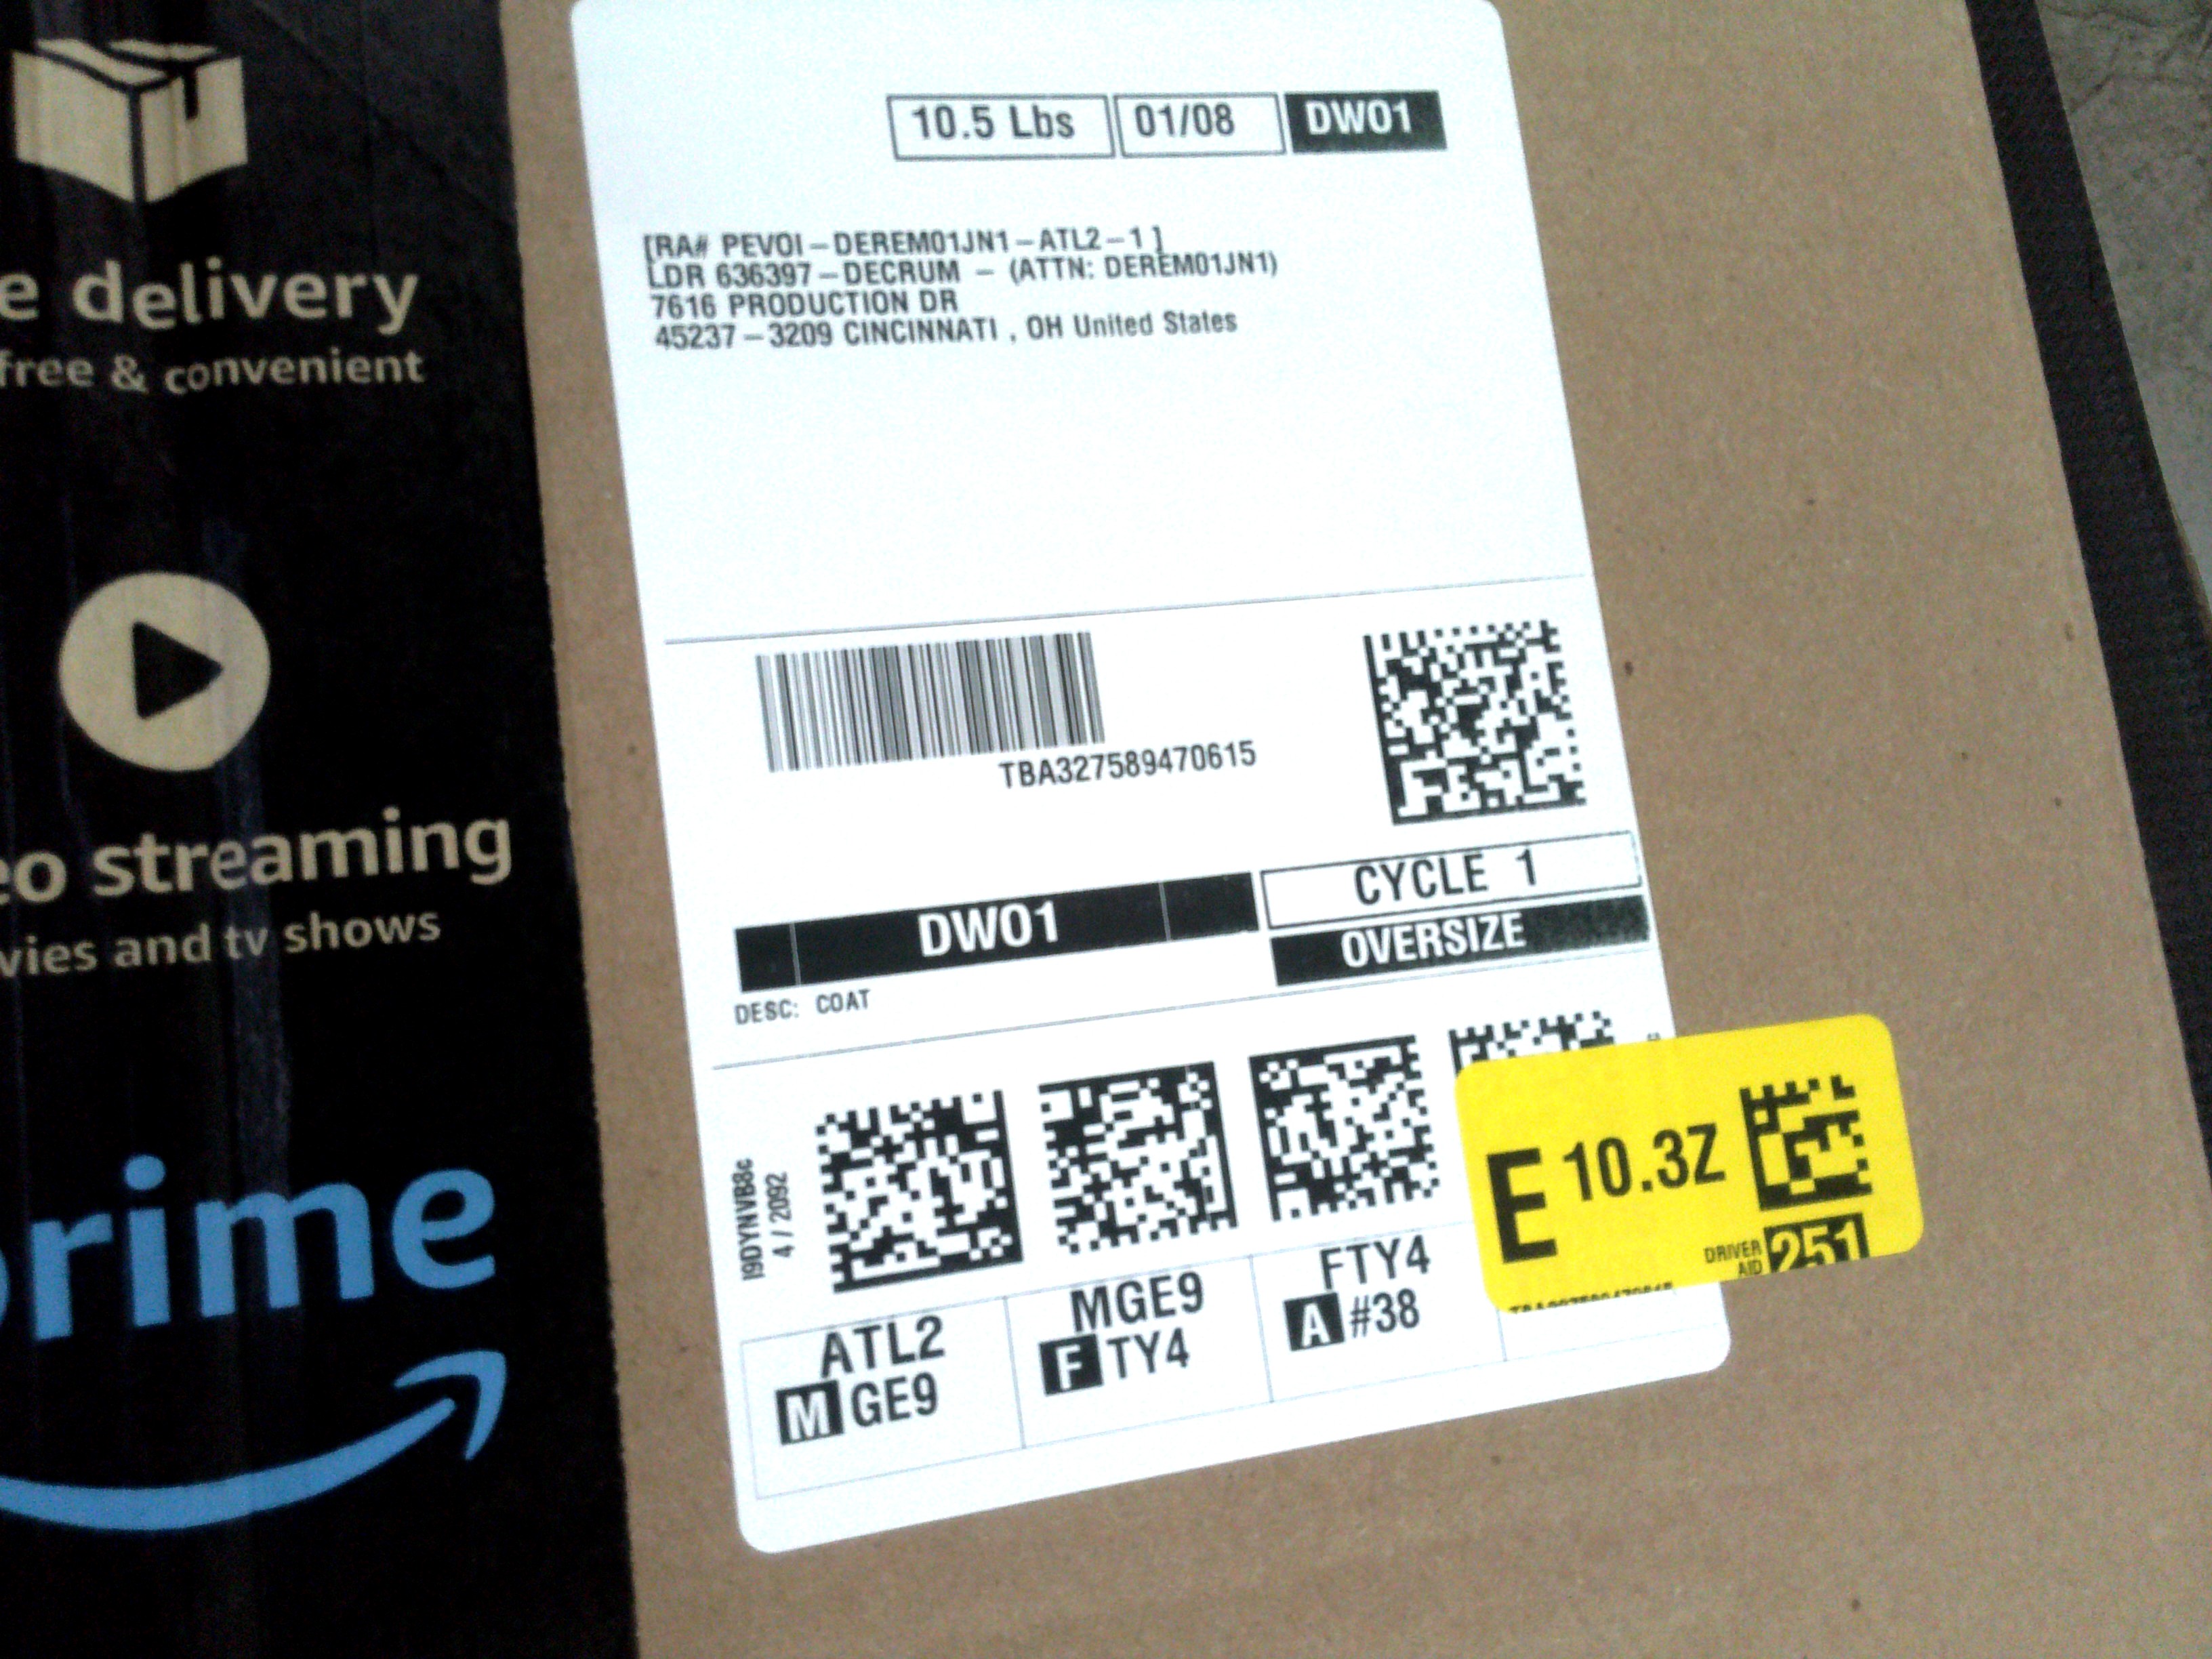 e delivery
free & convenient
eo streaming
vies and tv shows
prime
10.5 Lbs 01/08 DWO1
[RA# PEVOI-DEREM01JN1-ATL2-1 ]
LDR 636397-DECRUM - (ATTN: DEREM01JN1)
7616 PRODUCTION DR
45237-3209 CINCINNATI , OH United States
TBA327589470615
DWO1
CYCLE 1
OVERSIZE
DESC: COAT
I9DYNVB8c
4 / 2092
ATL2
M GE9
MGE9
F TY4
FTY4
A #38
E 10.3Z
DRIVER
AID
251